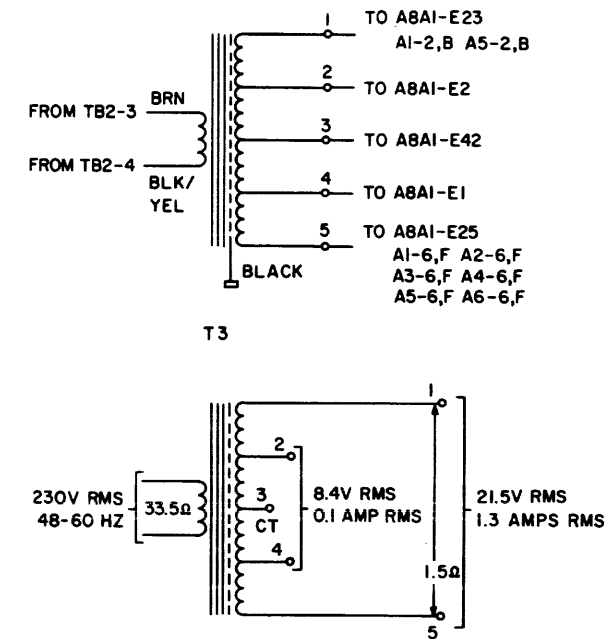 1
TO A8A1-E23
A1-2,B A5-2,B
2
TO A8A1-E2
BRN
FROM TB2-3
3
TO A8A1-E42
FROM TB2-4
BLK/
YEL
4
TO A8A1-E1
5
TO A8A1-E25
A1-6,F A2-6,F
A3-6,F A4-6,F
A5-6,F A6-6,F
BLACK
T3
1
2
230V RMS
48-60 HZ
33.5Ω
3
CT
8.4V RMS
0.1 AMP RMS
21.5V RMS
1.3 AMPS RMS
4
1.5Ω
5